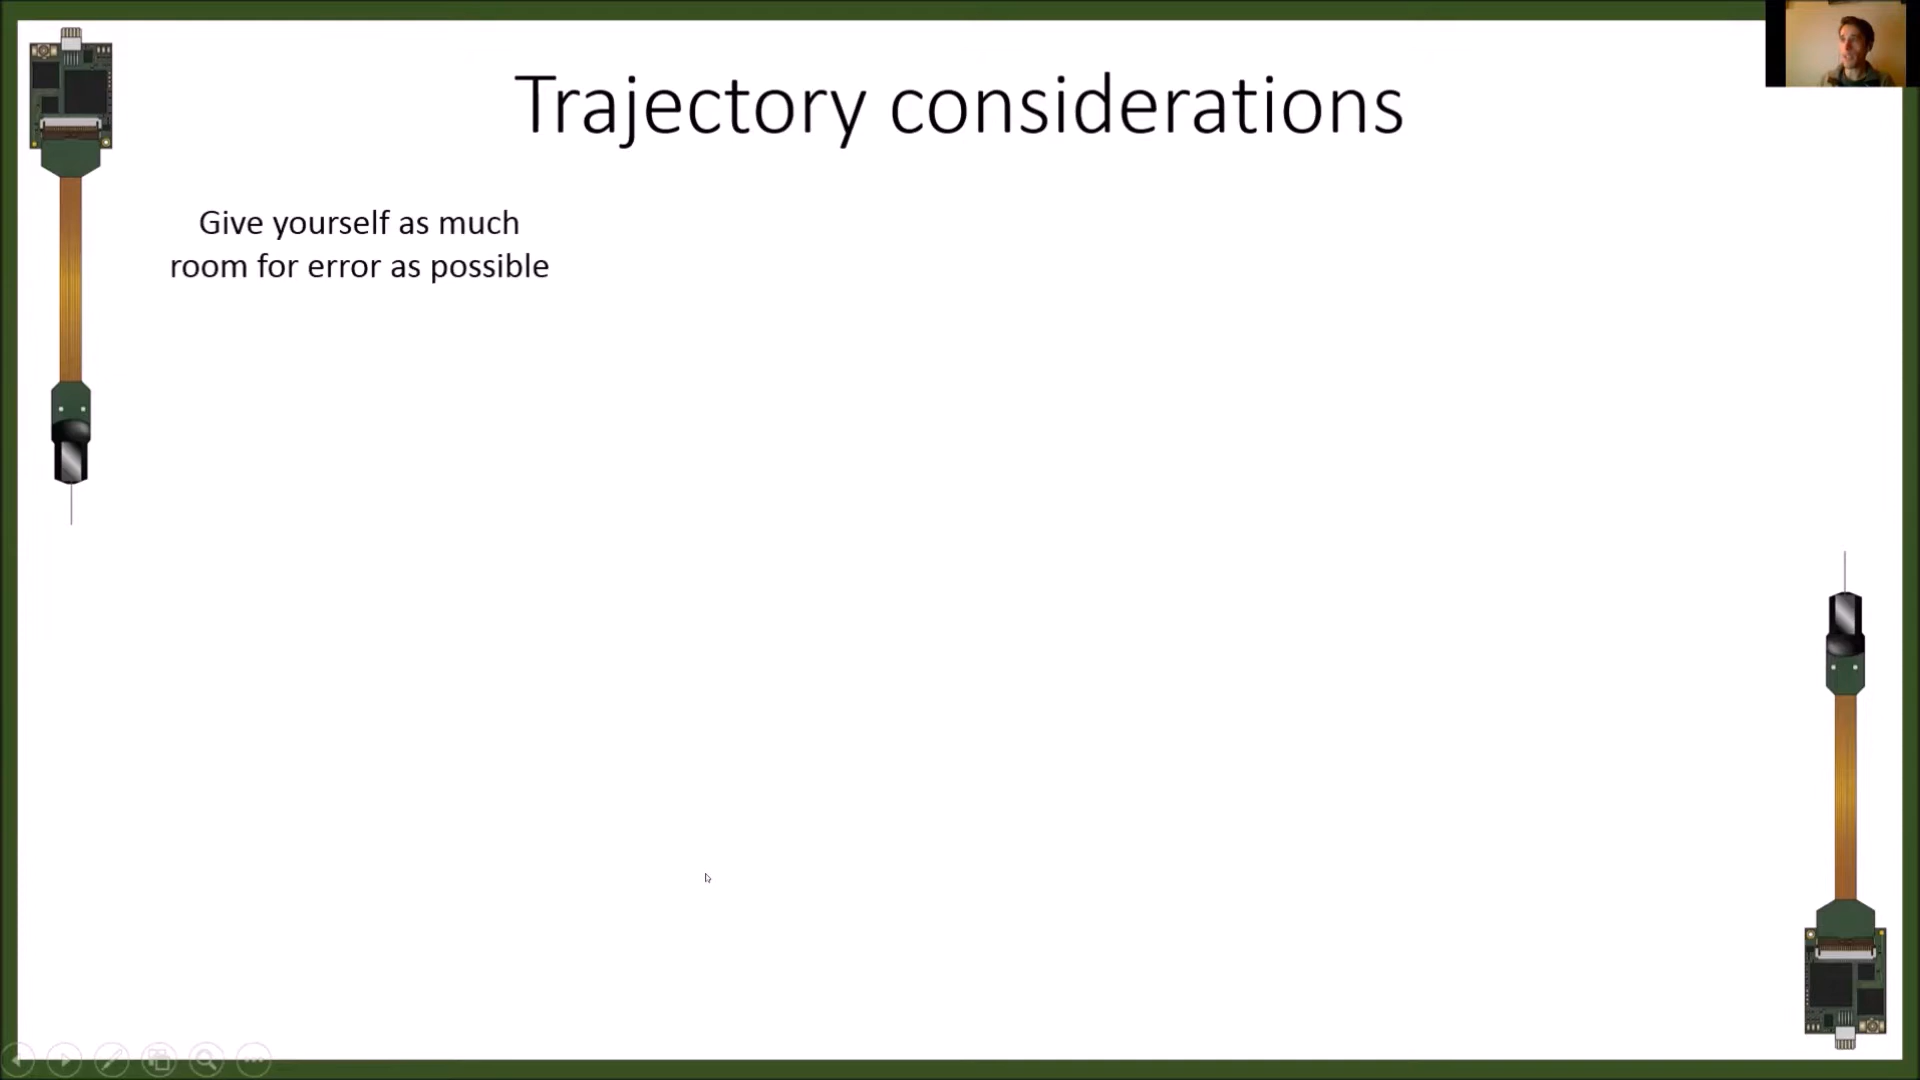 Trajectory considerations
Give yourself as much
room for error as possible